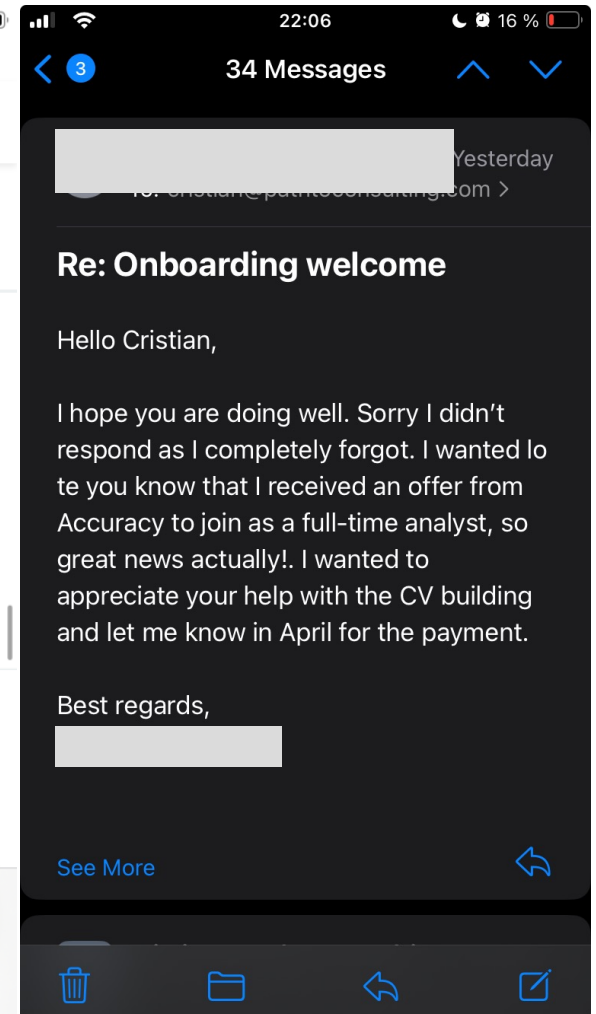 22:06
16 %
3
34 Messages
Yesterday
com
Re: Onboarding welcome
Hello Cristian,
I hope you are doing well. Sorry I didn’t
respond as I completely forgot. I wanted lo
te you know that I received an offer from
Accuracy to join as a full-time analyst, so
great news actually!. I wanted to
appreciate your help with the CV building
and let me know in April for the payment.
Best regards,
See More